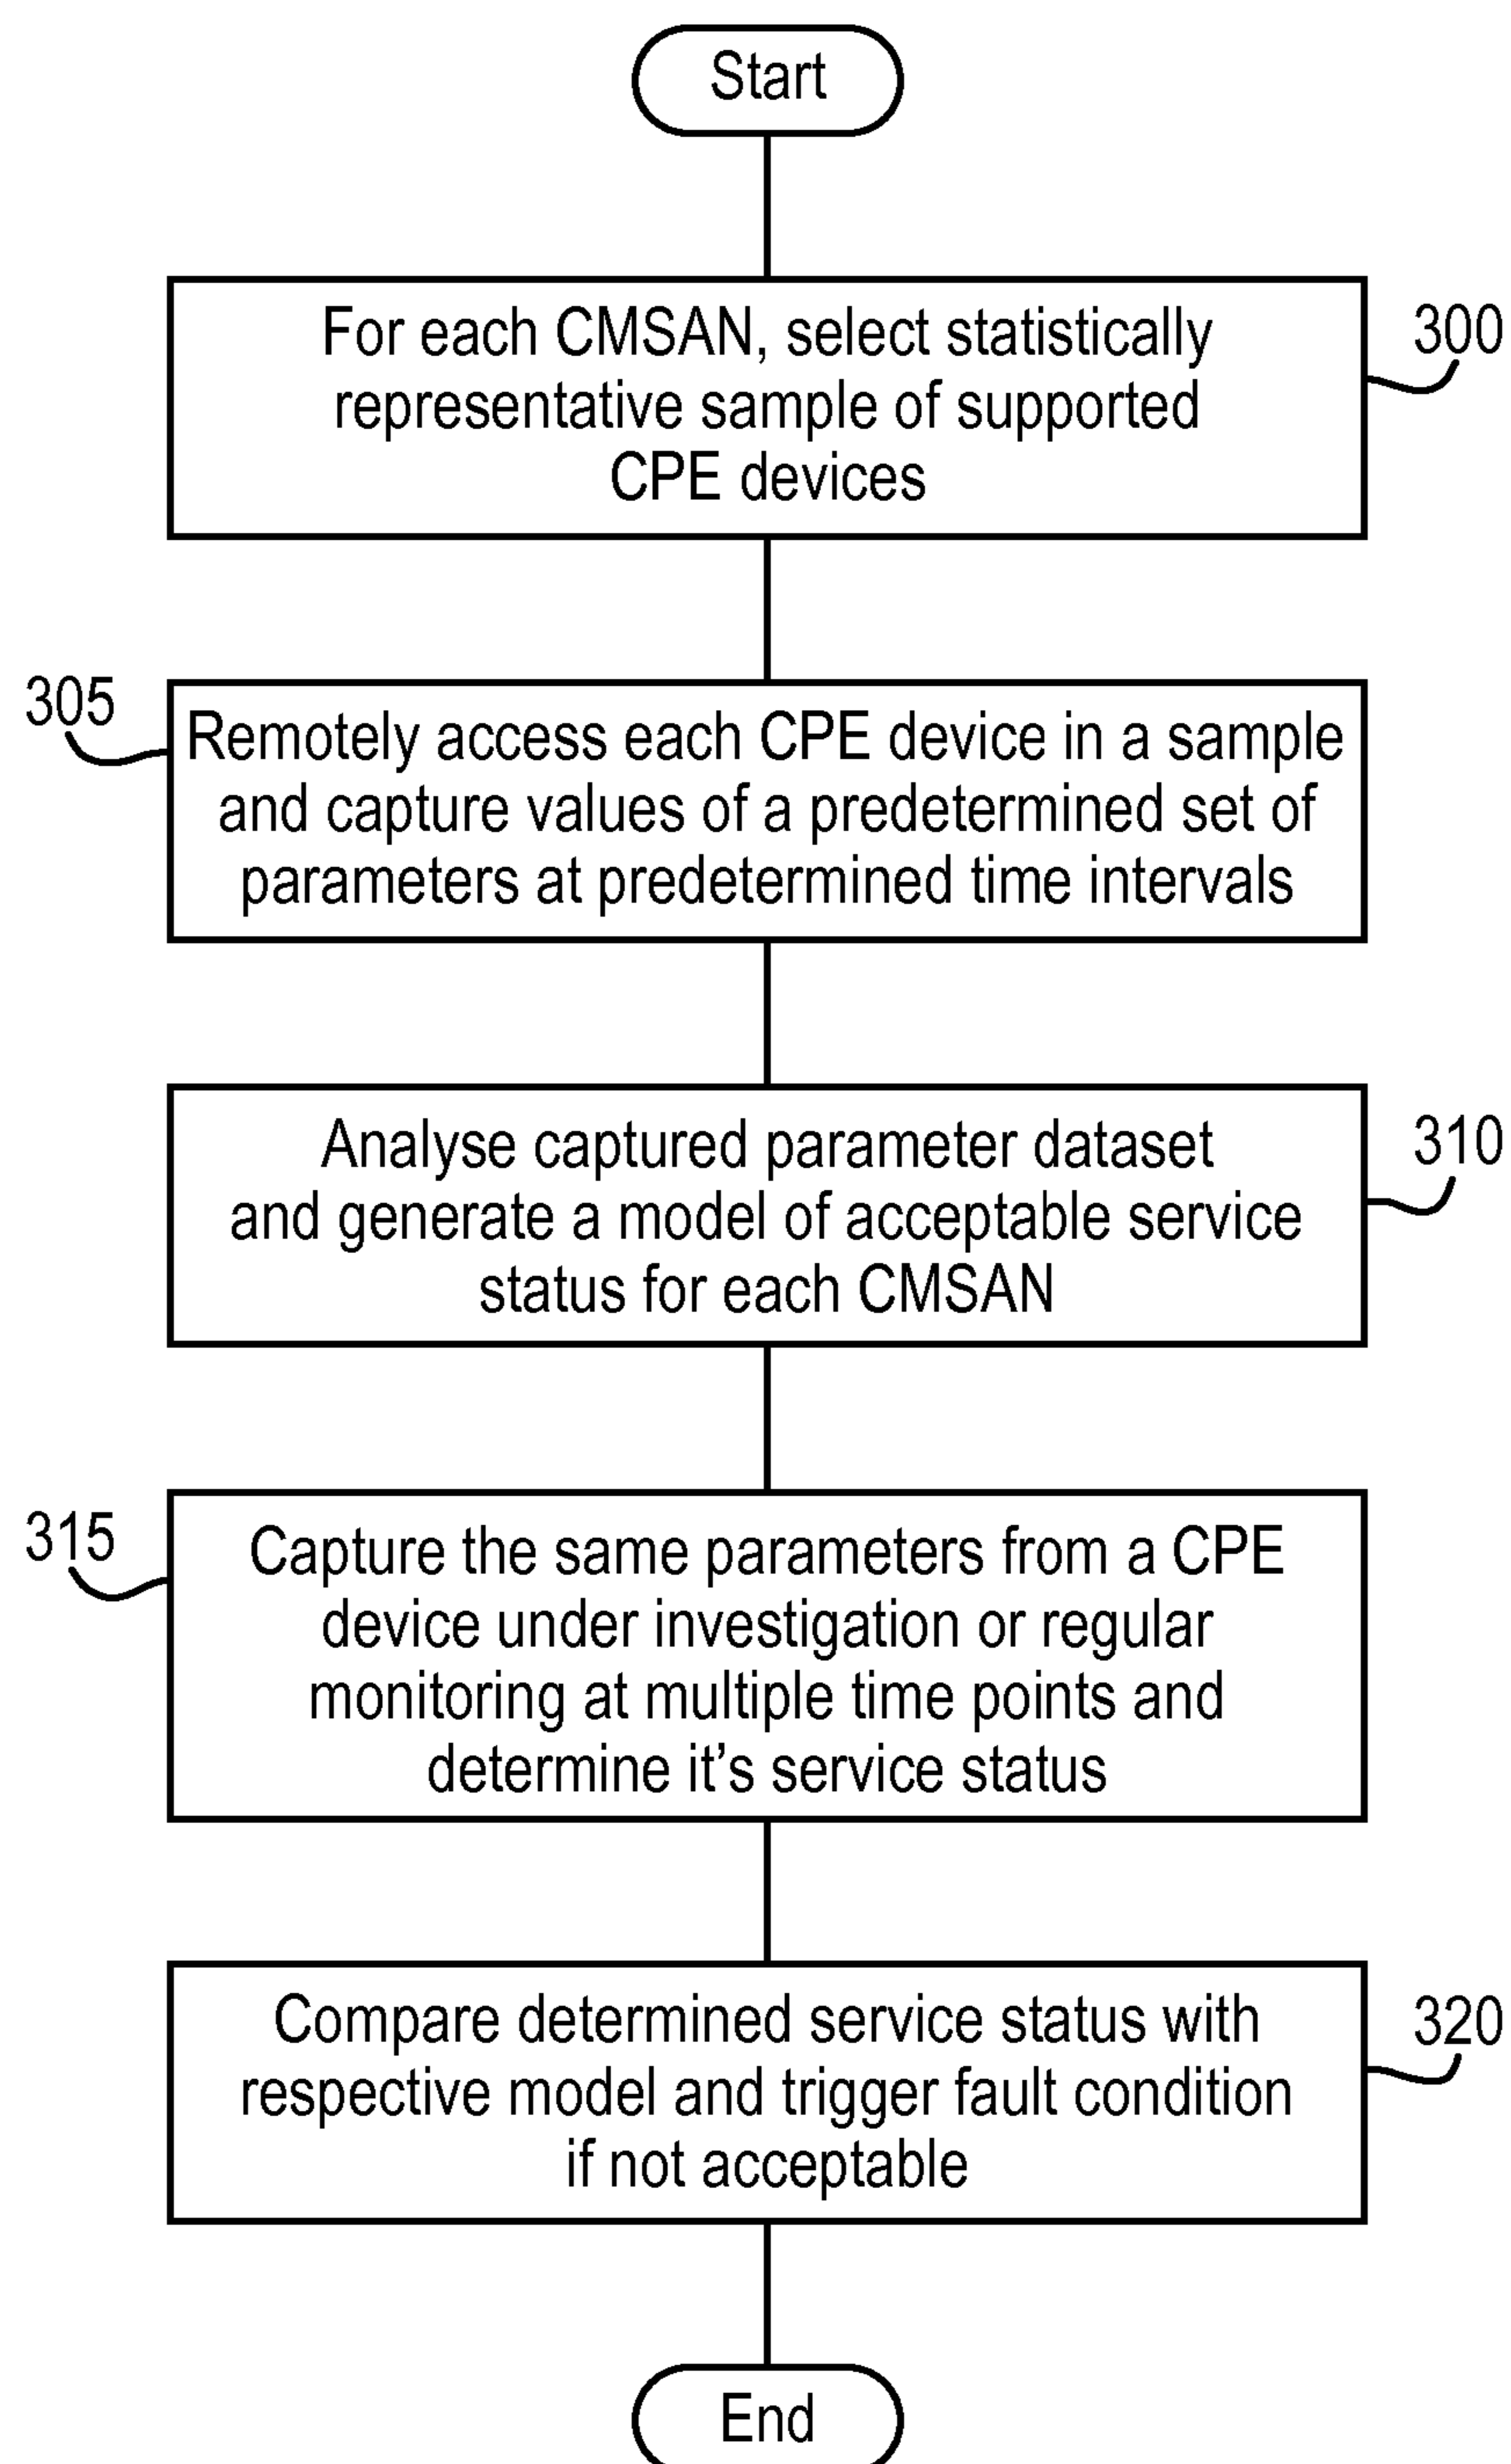 Start
For each CMSAN, select statistically
representative sample of supported
CPE devices
300
305
Remotely access each CPE device in a sample
and capture values of a predetermined set of
parameters at predetermined time intervals
Analyse captured parameter dataset
and generate a model of acceptable service
status for each CMSAN
310
315
Capture the same parameters from a CPE
device under investigation or regular
monitoring at multiple time points and
determine it’s service status
Compare determined service status with
respective model and trigger fault condition
if not acceptable
320
End